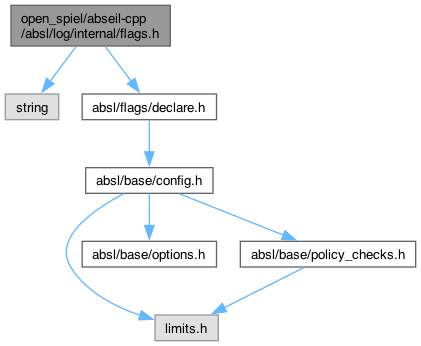 open_spiel/abseil-cpp
/absl/log/internal/flags.h
string
absl/flags/declare.h
absl/base/config.h
absl/base/options.h
absl/base/policy_checks.h
limits.h